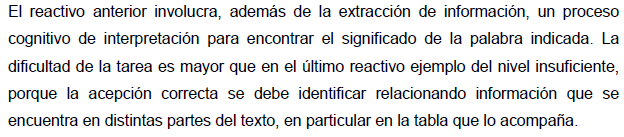 El reactivo anterior involucra, además de la extracción de información, un proceso
cognitivo de interpretación para encontrar el significado de la palabra indicada. La
dificultad de la tarea es mayor que en el último reactivo ejemplo del nivel insuficiente,
porque la acepción correcta se debe identificar relacionando información que se
encuentra en distintas partes del texto, en particular en la tabla que lo acompaña.